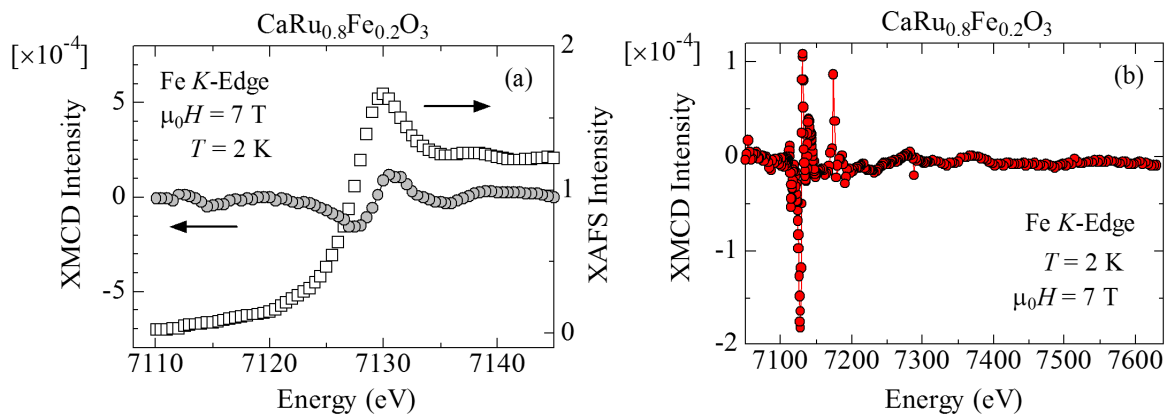 CaRu0.8Fe0.2O3
[×10-4]
2
(a)
Fe K-Edge
μ0H = 7 T
T = 2 K
5
0
-5
1
0
XMCD Intensity
XAFS Intensity
7110 7120 7130 7140
Energy (eV)
CaRu0.8Fe0.2O3
[×10-4]
1
(b)
0
-1
-2
XMCD Intensity
Fe K-Edge
T = 2 K
μ0H = 7 T
7100 7200 7300 7400 7500 7600
Energy (eV)